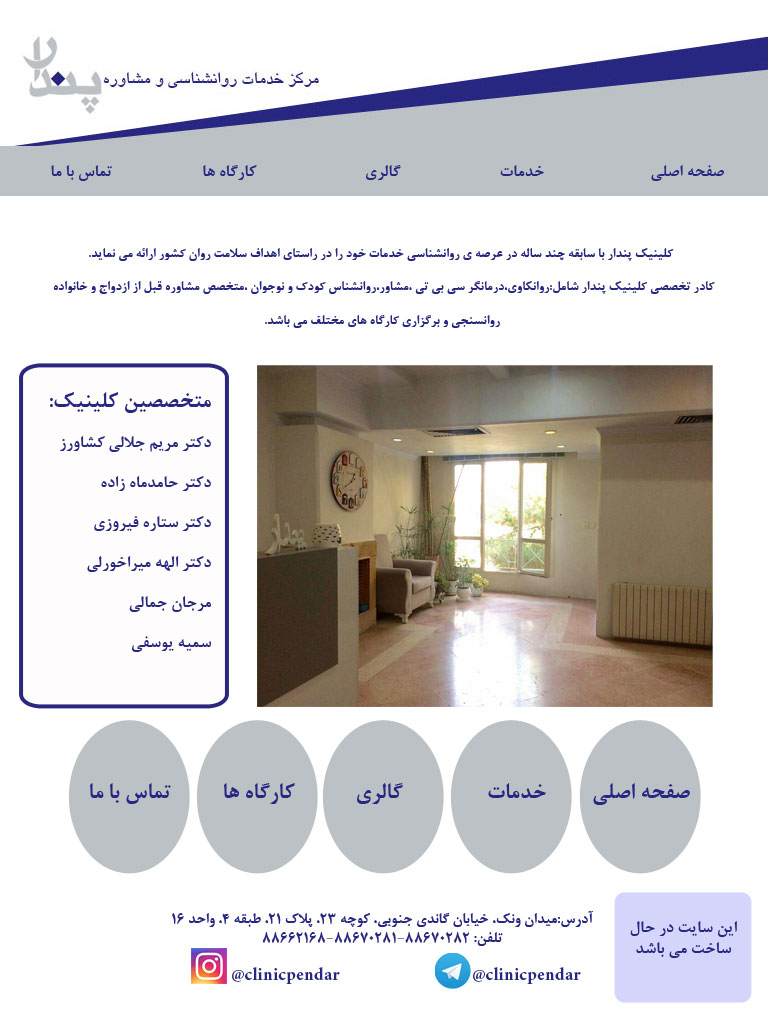 پندار
مرکز خدمات روانشناسی و مشاوره
صفحه اصلی
خدمات
گالری
کارگاه ها
تماس با ما
کلینیک پندار با سابقه چند ساله در عرصه ی روانشناسی خدمات خود را در راستای اهداف سلامت روان کشور ارائه می نماید.
کادر تخصصی کلینیک پندار شامل:روانکاوی،درمانگر سی بی تی ،مشاور،روانشناس کودک و نوجوان ،متخصص مشاوره قبل از ازدواج و خانواده
روانسنجی و برگزاری کارگاه های مختلف می باشد.
متخصصین کلینیک:
دکتر مریم جلالی کشاورز
دکتر حامدماه زاده
دکتر ستاره فیروزی
دکتر الهه میراخورلی
مرجان جمالی
سمیه یوسفی
پندار
صفحه اصلی
خدمات
گالری
کارگاه ها
تماس با ما
آدرس:میدان ونک، خیابان گاندی جنوبی، کوچه ۲۳، پلاک ۲۱، طبقه ۴، واحد ۱۶
تلفن: ۸۸۶۷۰۲۸۲-۸۸۶۷۰۲۸۱-۸۸۶۶۲۱۶۸
@clinicpendar
@clinicpendar
این سایت در حال
ساخت می باشد